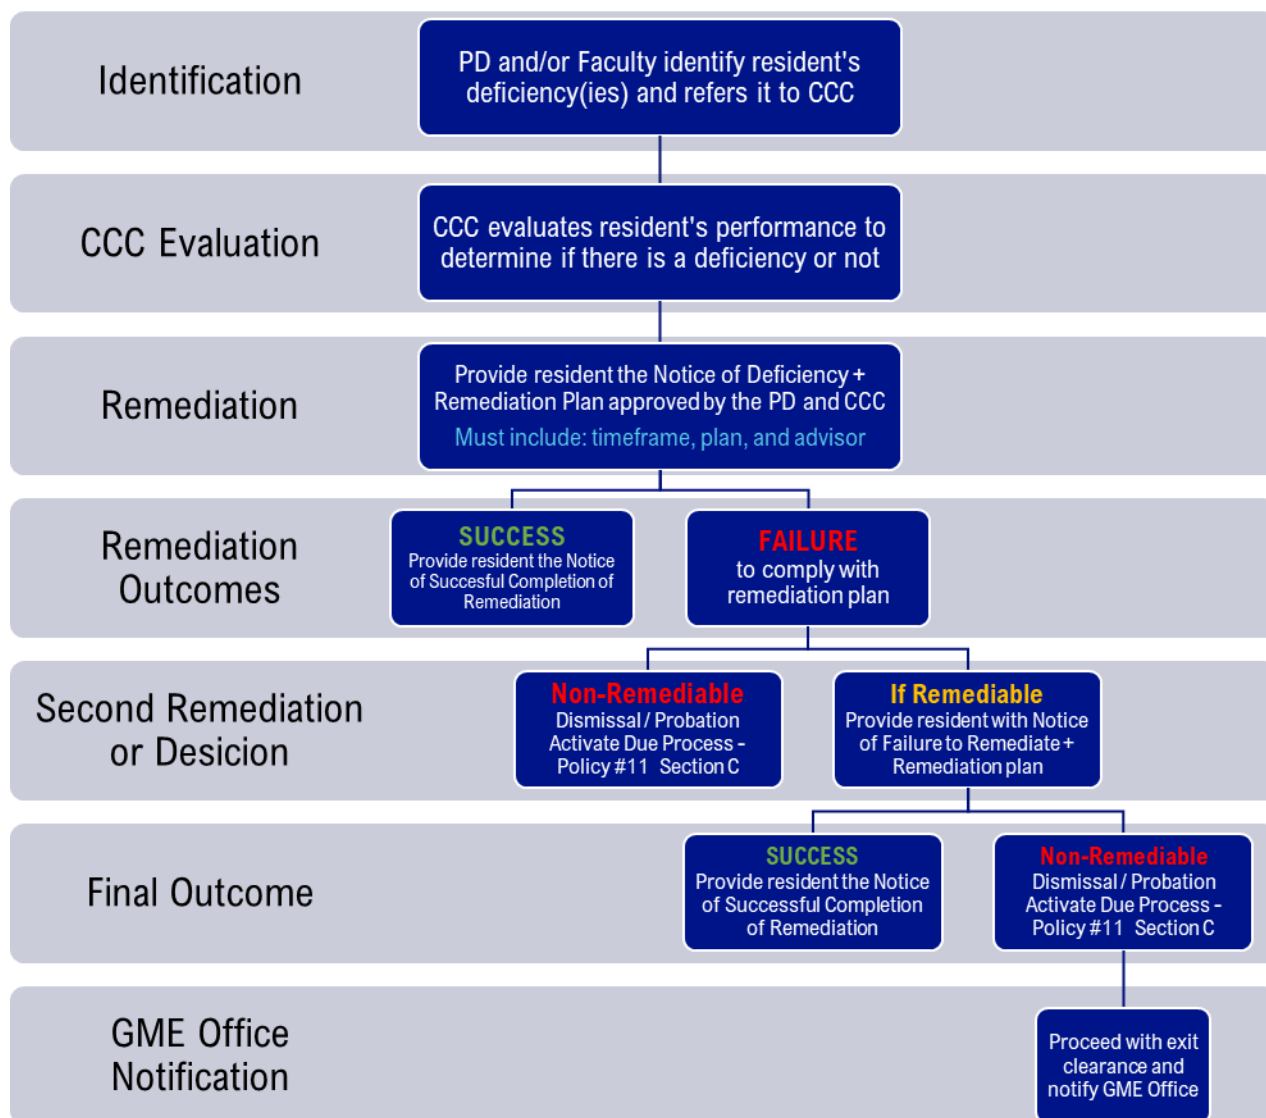 Identification
PD and/or Faculty identify resident's
deficiency(ies) and refers it to CCC
CCC Evaluation
CCC evaluates resident's performance to
determine if there is a deficiency or not
Remediation
Provide resident the Notice of Deficiency +
Remediation Plan approved by the PD and CCC
Must include: timeframe, plan, and advisor
Remediation
Outcomes
SUCCESS
Provide resident the Notice
of Succesful Completion of
Remediation
FAILURE
to comply with
remediation plan
Second Remediation
or Desicion
Non-Remediable
Dismissal / Probation
Activate Due Process -
Policy #11 Section C
If Remediable
Provide resident with Notice
of Failure to Remediate +
Remediation plan
Final Outcome
SUCCESS
Provide resident the Notice
of Successful Completion
of Remediation
Non-Remediable
Dismissal / Probation
Activate Due Process -
Policy #11 Section C
GME Office
Notification
Proceed with exit
clearance and
notify GME Office